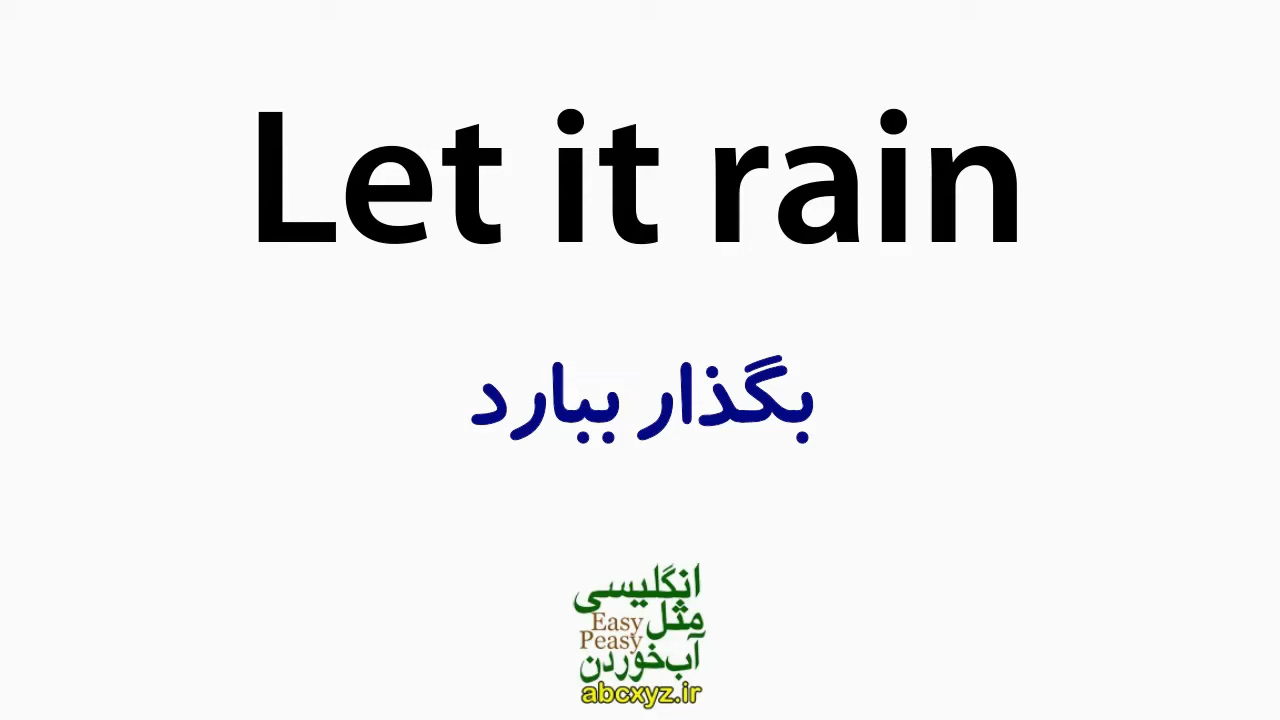 Let it rain
بگذار ببارد
انگلیسی
مثل
Easy
Peasy
آب‌خوردن
abcxyz.ir